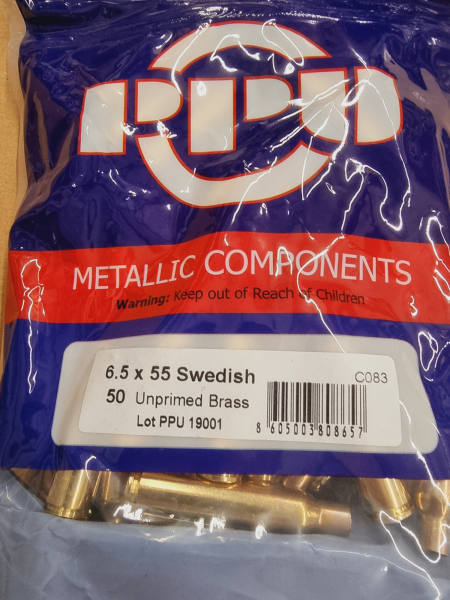 PPU
METALLIC COMPONENTS
Warning: Keep out of Reach of Children
6.5 x 55 Swedish
C083
50 Unprimed Brass
Lot PPU 19001
8 605003 808657